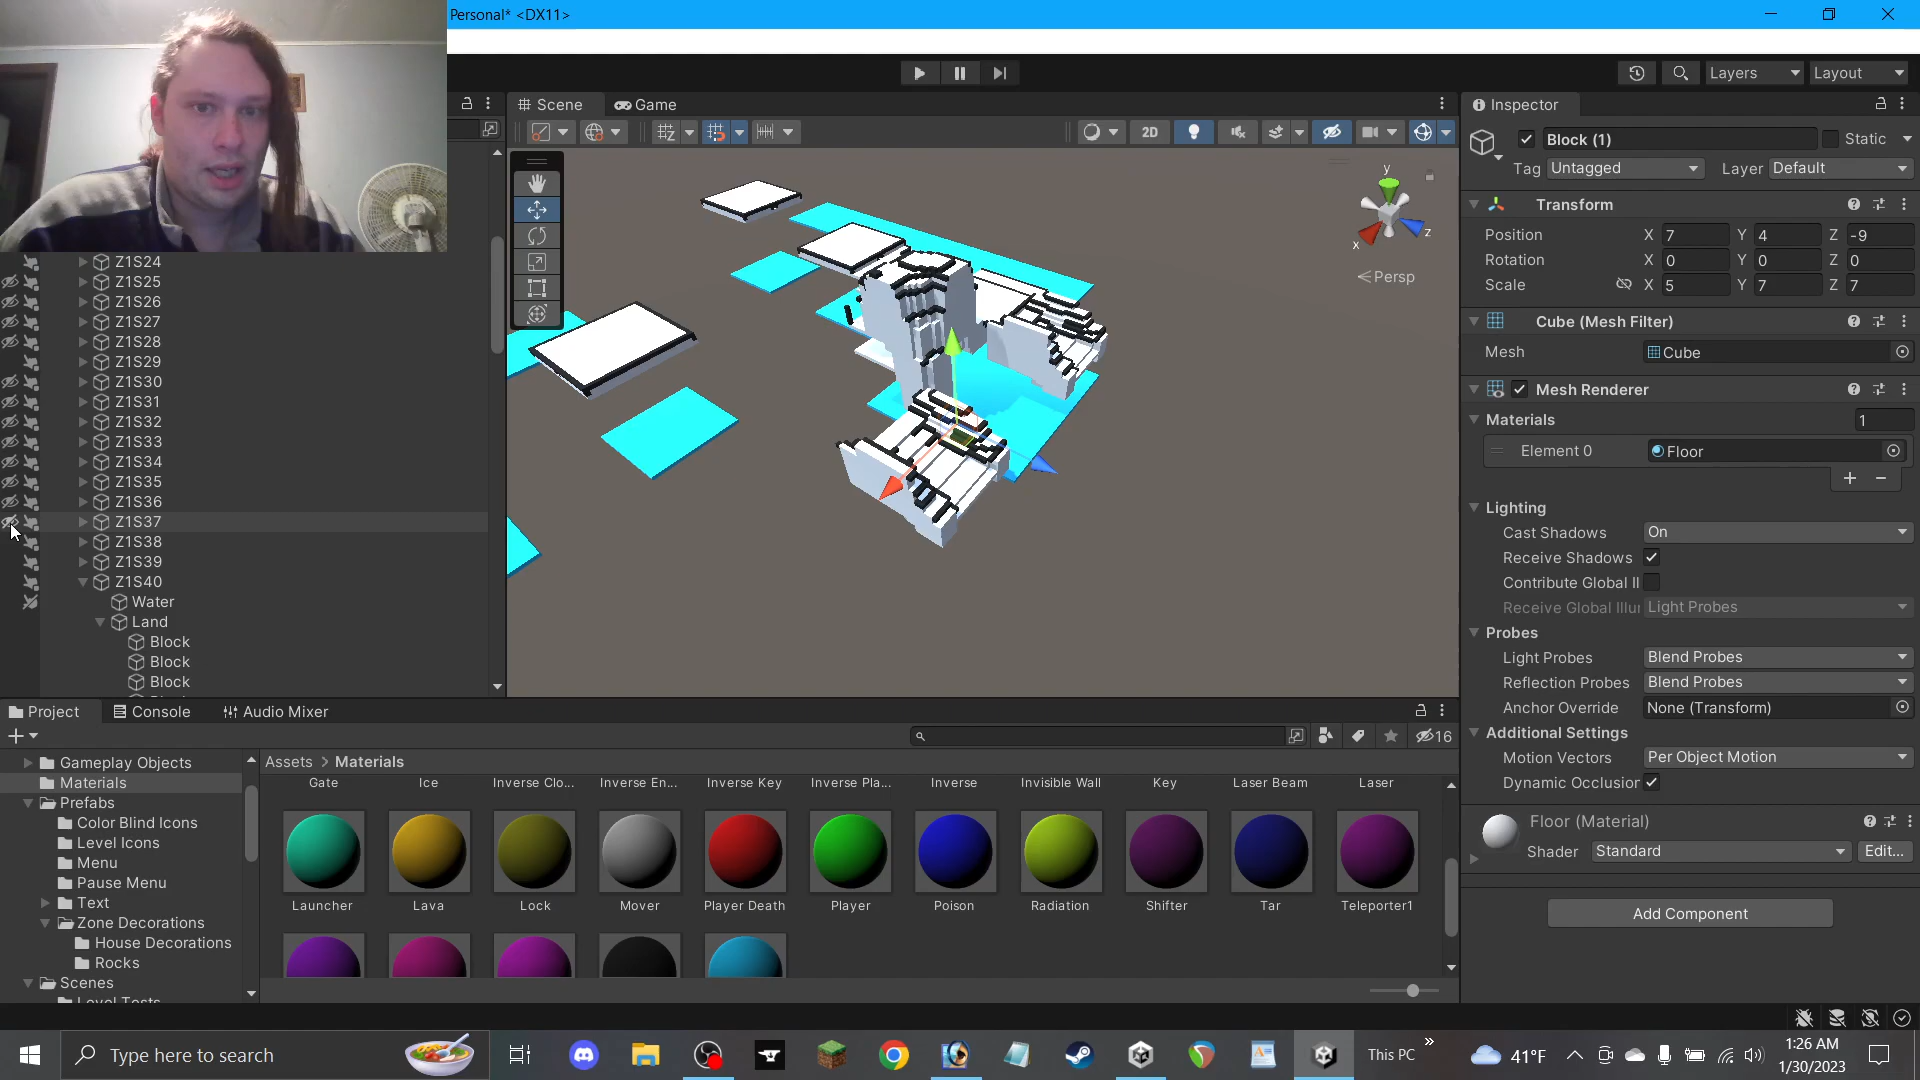 Personal* <DX11>
Layers
Layout
Scene
Game
2D
y
x
z
Persp
Z1S24
Z1S25
Z1S26
Z1S27
Z1S28
Z1S29
Z1S30
Z1S31
Z1S32
Z1S33
Z1S34
Z1S35
Z1S36
Z1S37
Z1S38
Z1S39
Z1S40
Water
Land
Block
Block
Block
Inspector
Block (1)
Static
Tag Untagged Layer Default
Transform
Position X 7 Y 4 Z -9
Rotation X 0 Y 0 Z 0
Scale X 5 Y 7 Z 7
Cube (Mesh Filter)
Mesh Cube
Mesh Renderer
Materials 1
Element 0 Floor
Lighting
Cast Shadows On
Receive Shadows
Contribute Global Il
Receive Global Illui Light Probes
Probes
Light Probes Blend Probes
Reflection Probes Blend Probes
Anchor Override None (Transform)
Additional Settings
Motion Vectors Per Object Motion
Dynamic Occlusion
Floor (Material)
Shader Standard Edit...
Add Component
Project Console Audio Mixer
16
Gameplay Objects
Materials
Prefabs
Color Blind Icons
Level Icons
Menu
Pause Menu
Text
Zone Decorations
House Decorations
Rocks
Scenes
Level Tests
Assets > Materials
Gate Ice Inverse Clo... Inverse En... Inverse Key Inverse Pla... Inverse Invisible Wall Key Laser Beam Laser
Launcher Lava Lock Mover Player Death Player Poison Radiation Shifter Tar Teleporter1
Type here to search
This PC
41°F
1:26 AM
1/30/2023